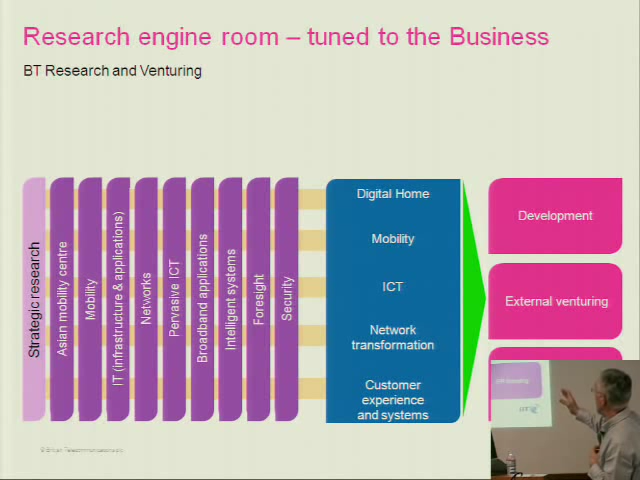 Research engine room – tuned to the Business
BT Research and Venturing
Strategic research
Asian mobility centre
Mobility
IT (infrastructure & applications)
Networks
Pervasive ICT
Broadband applications
Intelligent systems
Foresight
Security
Digital Home
Mobility
ICT
Network
transformation
Customer
experience
and systems
Development
External venturing